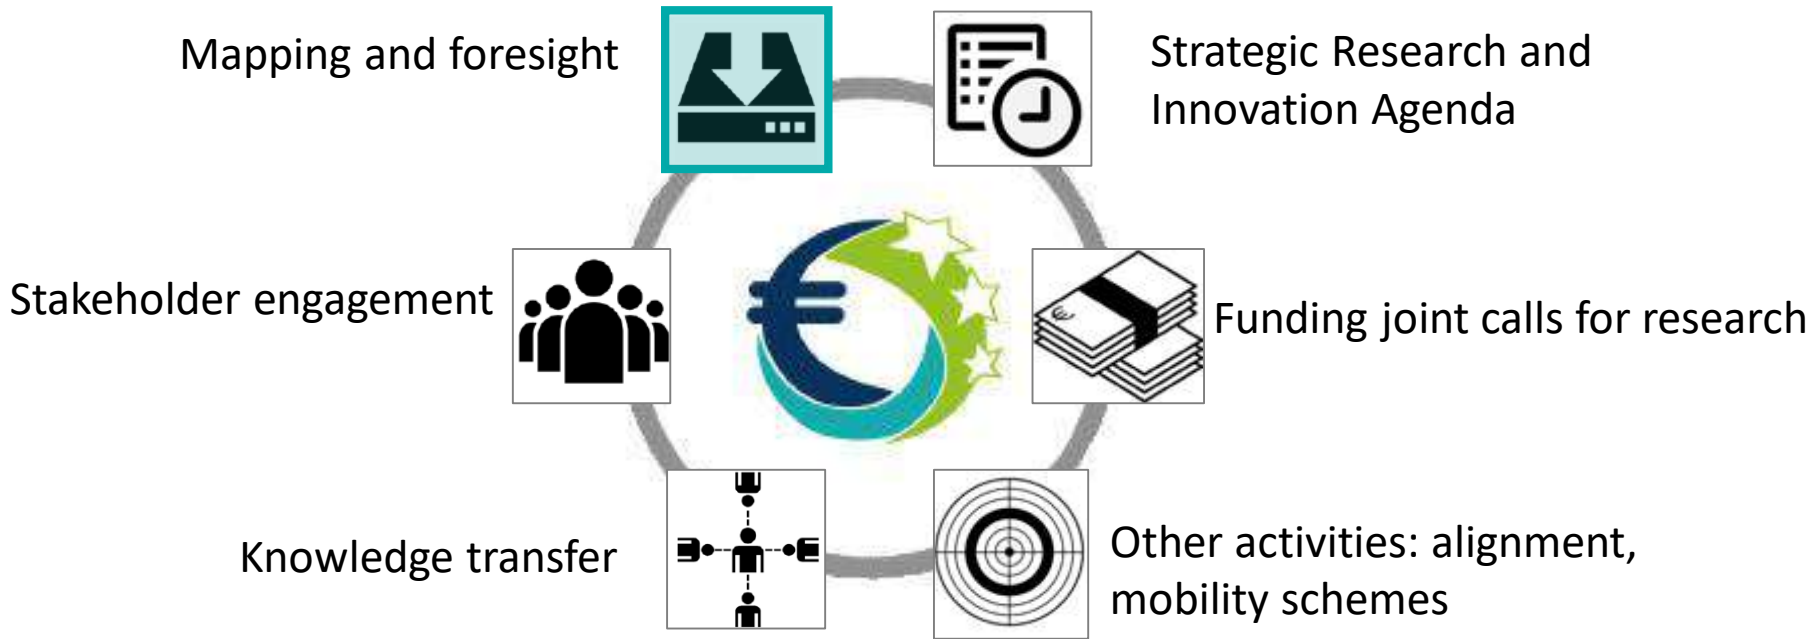 Mapping and foresight
Strategic Research and
Innovation Agenda
Stakeholder engagement
Funding joint calls for research
Knowledge transfer
Other activities: alignment,
mobility schemes